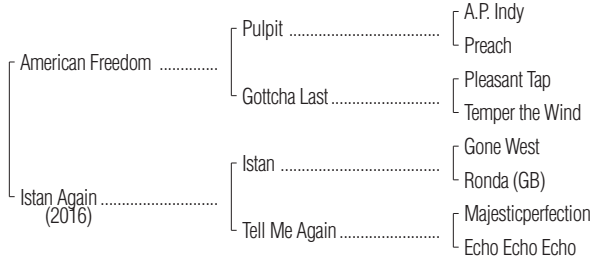 A.P. Indy
Pulpit ..............................................
Preach
American Freedom ..............
Pleasant Tap
Gottcha Last.................................
Temper the Wind
Gone West
Istan ................................................
Ronda (GB)
Istan Again ...................................
(2016)
Majesticperfection
Tell Me Again ..............................
Echo Echo Echo